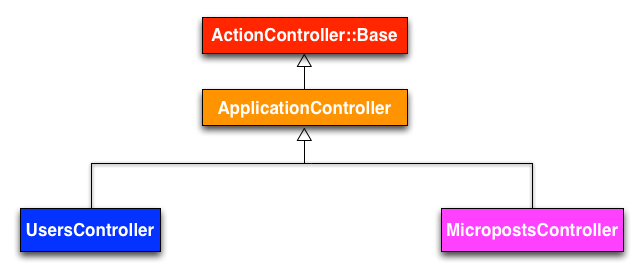 ActionController::Base
ApplicationController
UsersController
MicropostsController